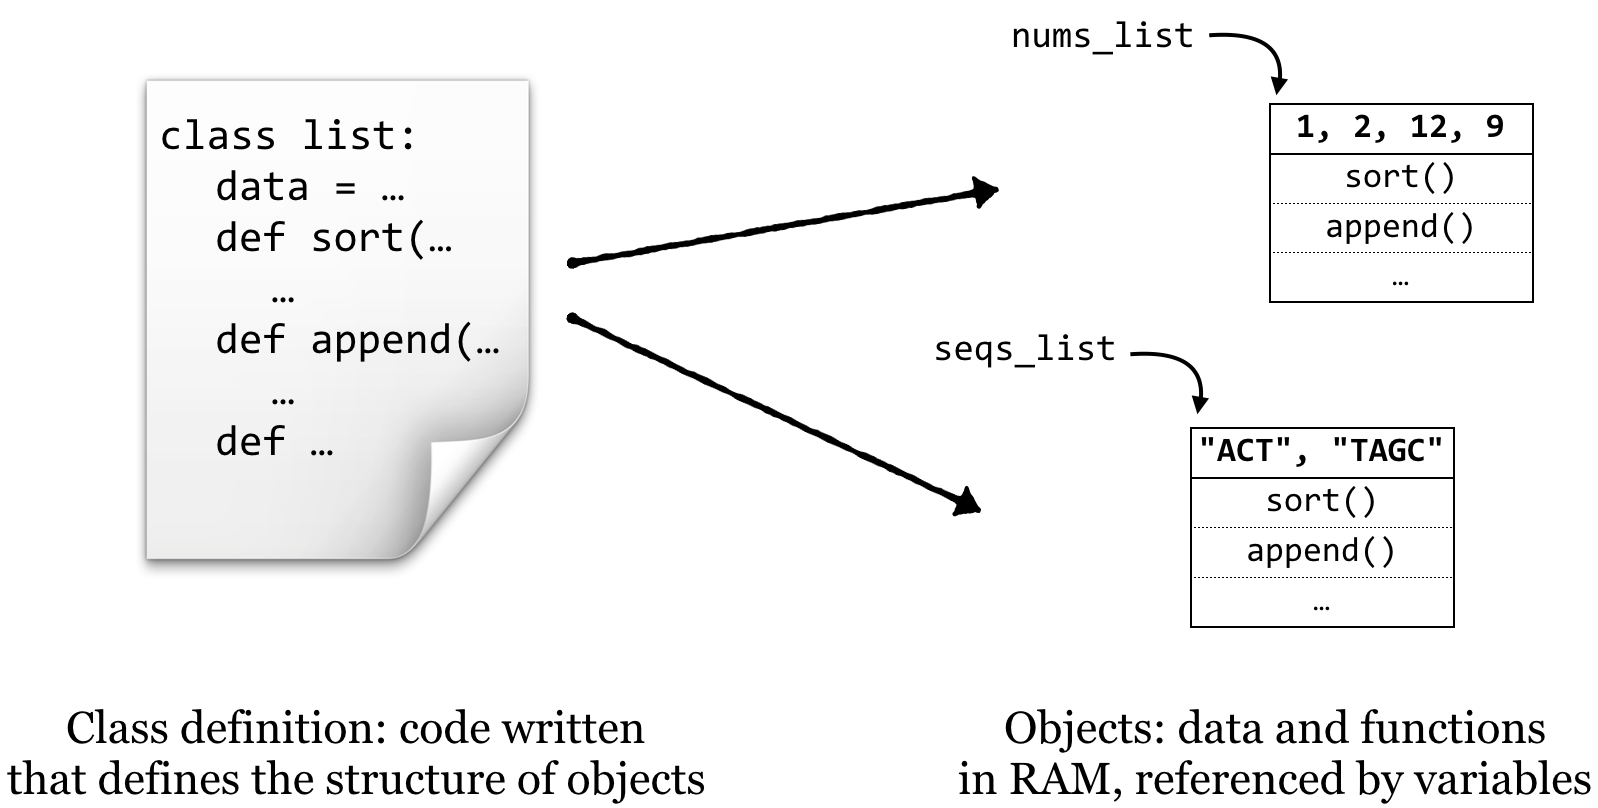 class list:
data = …
def sort(…
…
def append(…
…
def …
nums_list
1, 2, 12, 9
sort()
append()
…
seqs_list
"ACT", "TAGC"
sort()
append()
…
Class definition: code written
that defines the structure of objects
Objects: data and functions
in RAM, referenced by variables